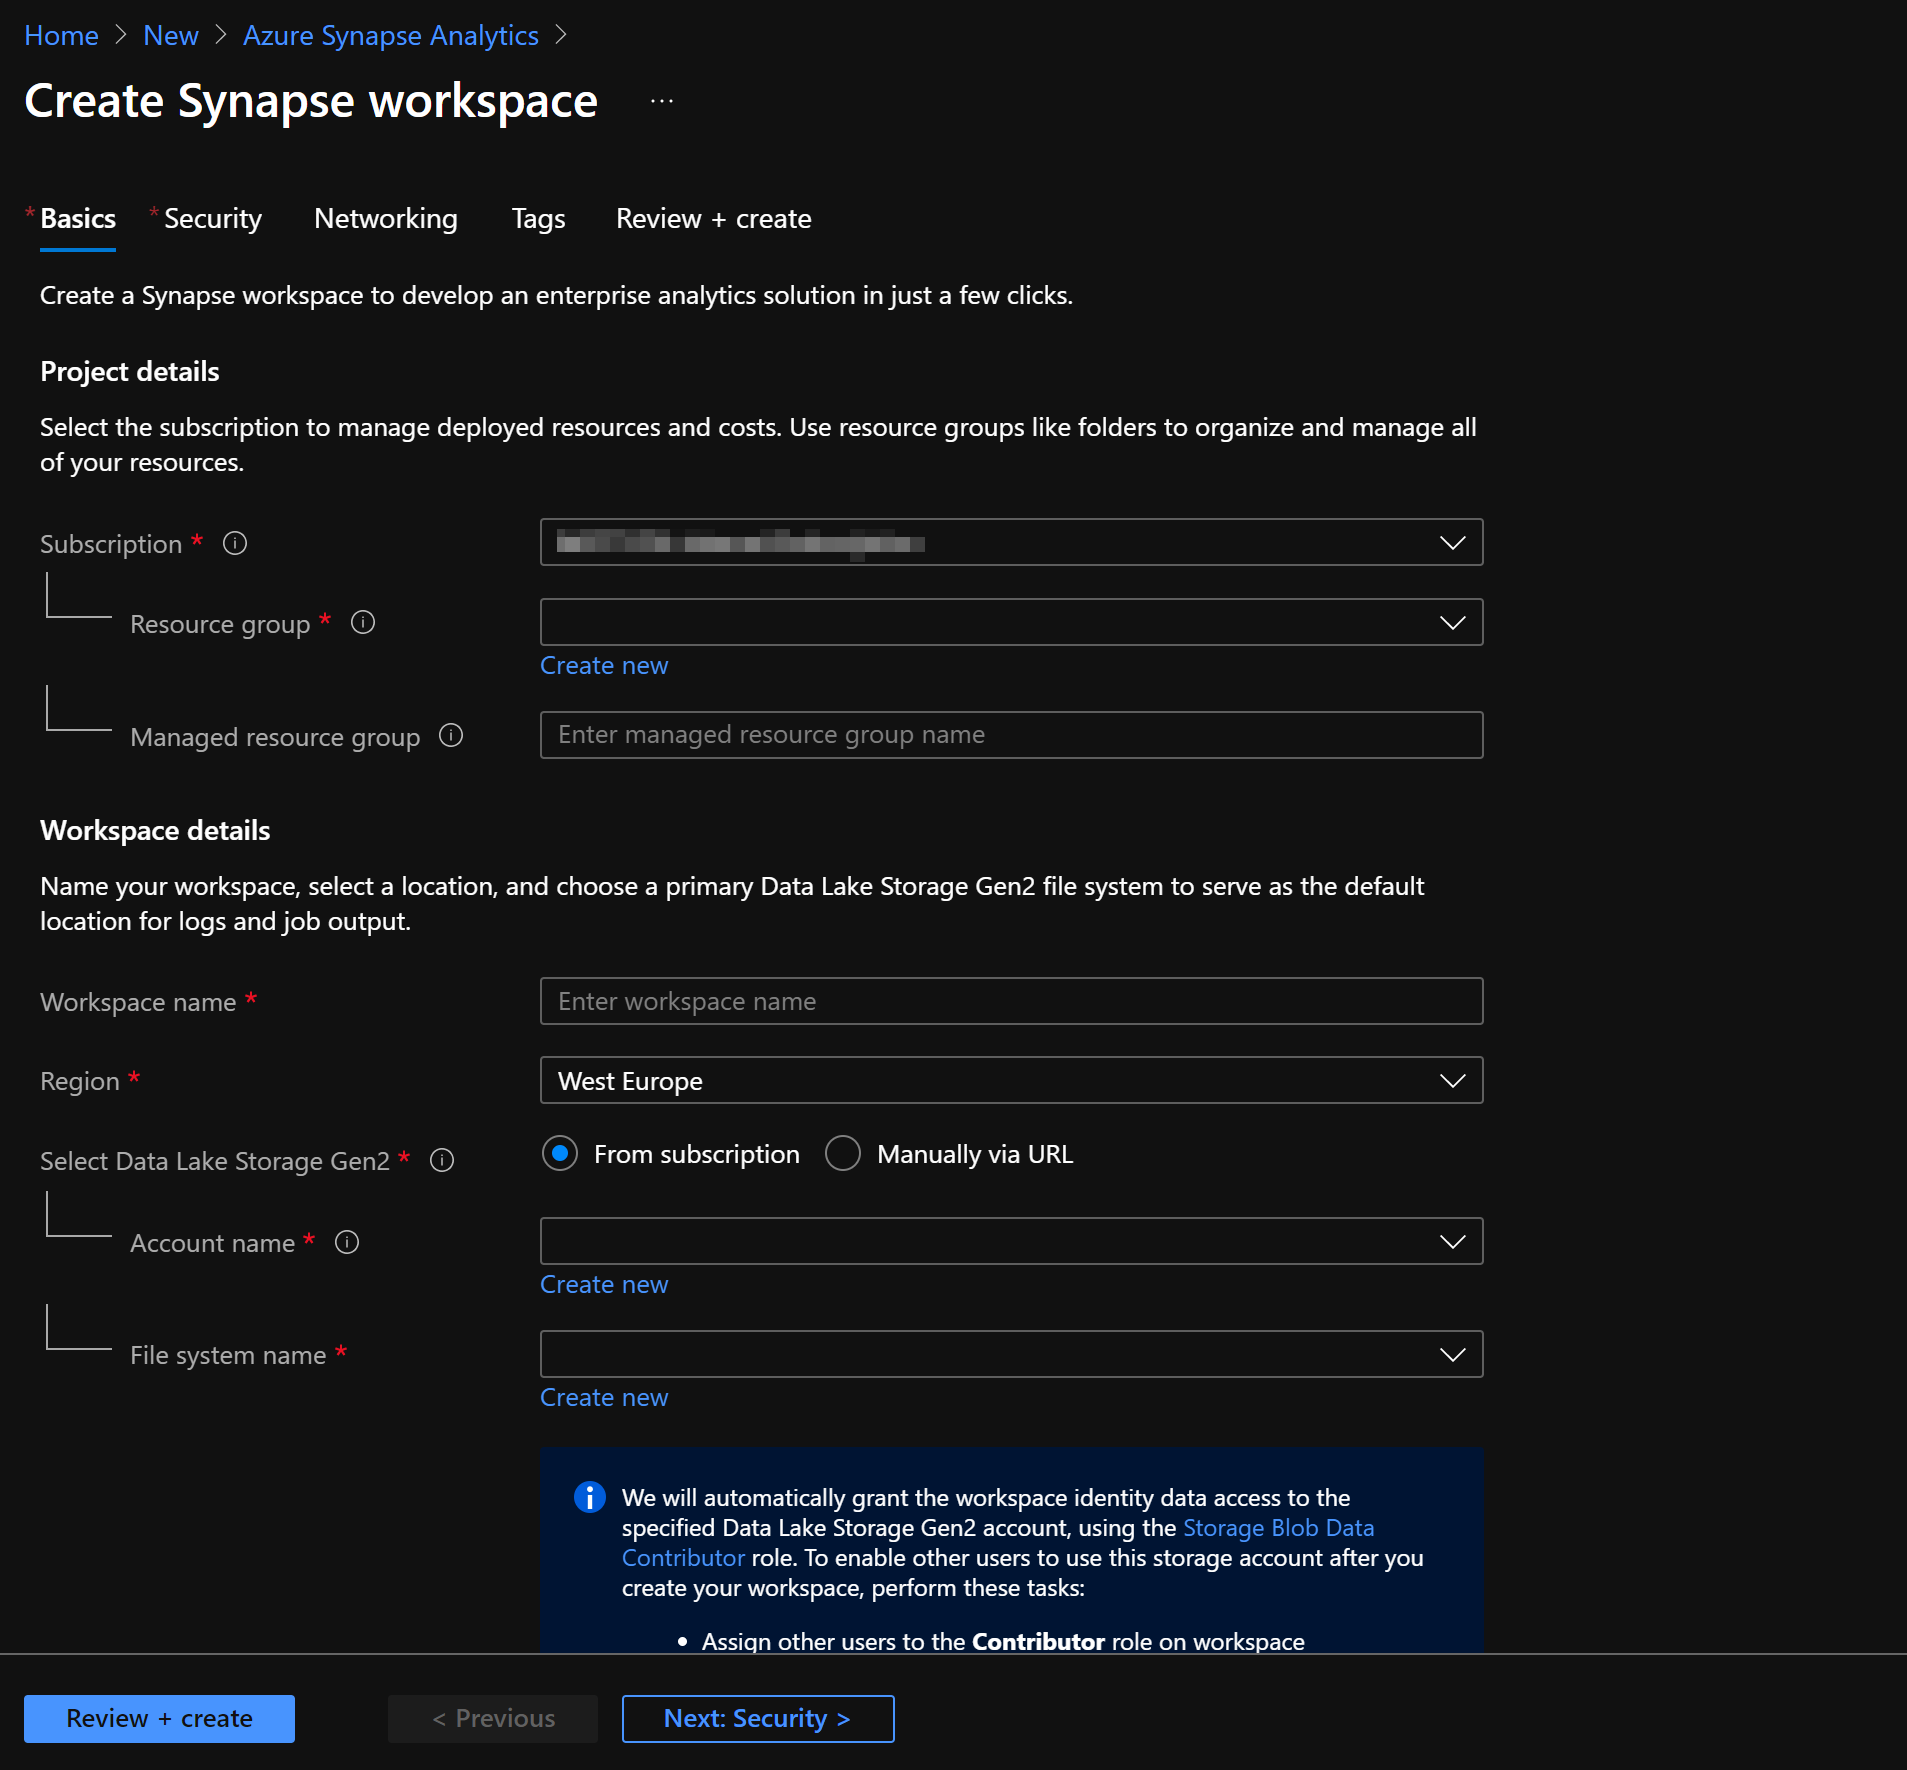 Home > New > Azure Synapse Analytics >
Create Synapse workspace ...
* Basics * Security Networking Tags Review + create
Create a Synapse workspace to develop an enterprise analytics solution in just a few clicks.
Project details
Select the subscription to manage deployed resources and costs. Use resource groups like folders to organize and manage all
of your resources.
Subscription *
Resource group *
Create new
Managed resource group Enter managed resource group name
Workspace details
Name your workspace, select a location, and choose a primary Data Lake Storage Gen2 file system to serve as the default
location for logs and job output.
Workspace name * Enter workspace name
Region * West Europe
Select Data Lake Storage Gen2 * From subscription Manually via URL
Account name *
Create new
File system name *
Create new
We will automatically grant the workspace identity data access to the
specified Data Lake Storage Gen2 account, using the Storage Blob Data
Contributor role. To enable other users to use this storage account after you
create your workspace, perform these tasks:
• Assign other users to the Contributor role on workspace
Review + create < Previous Next: Security >